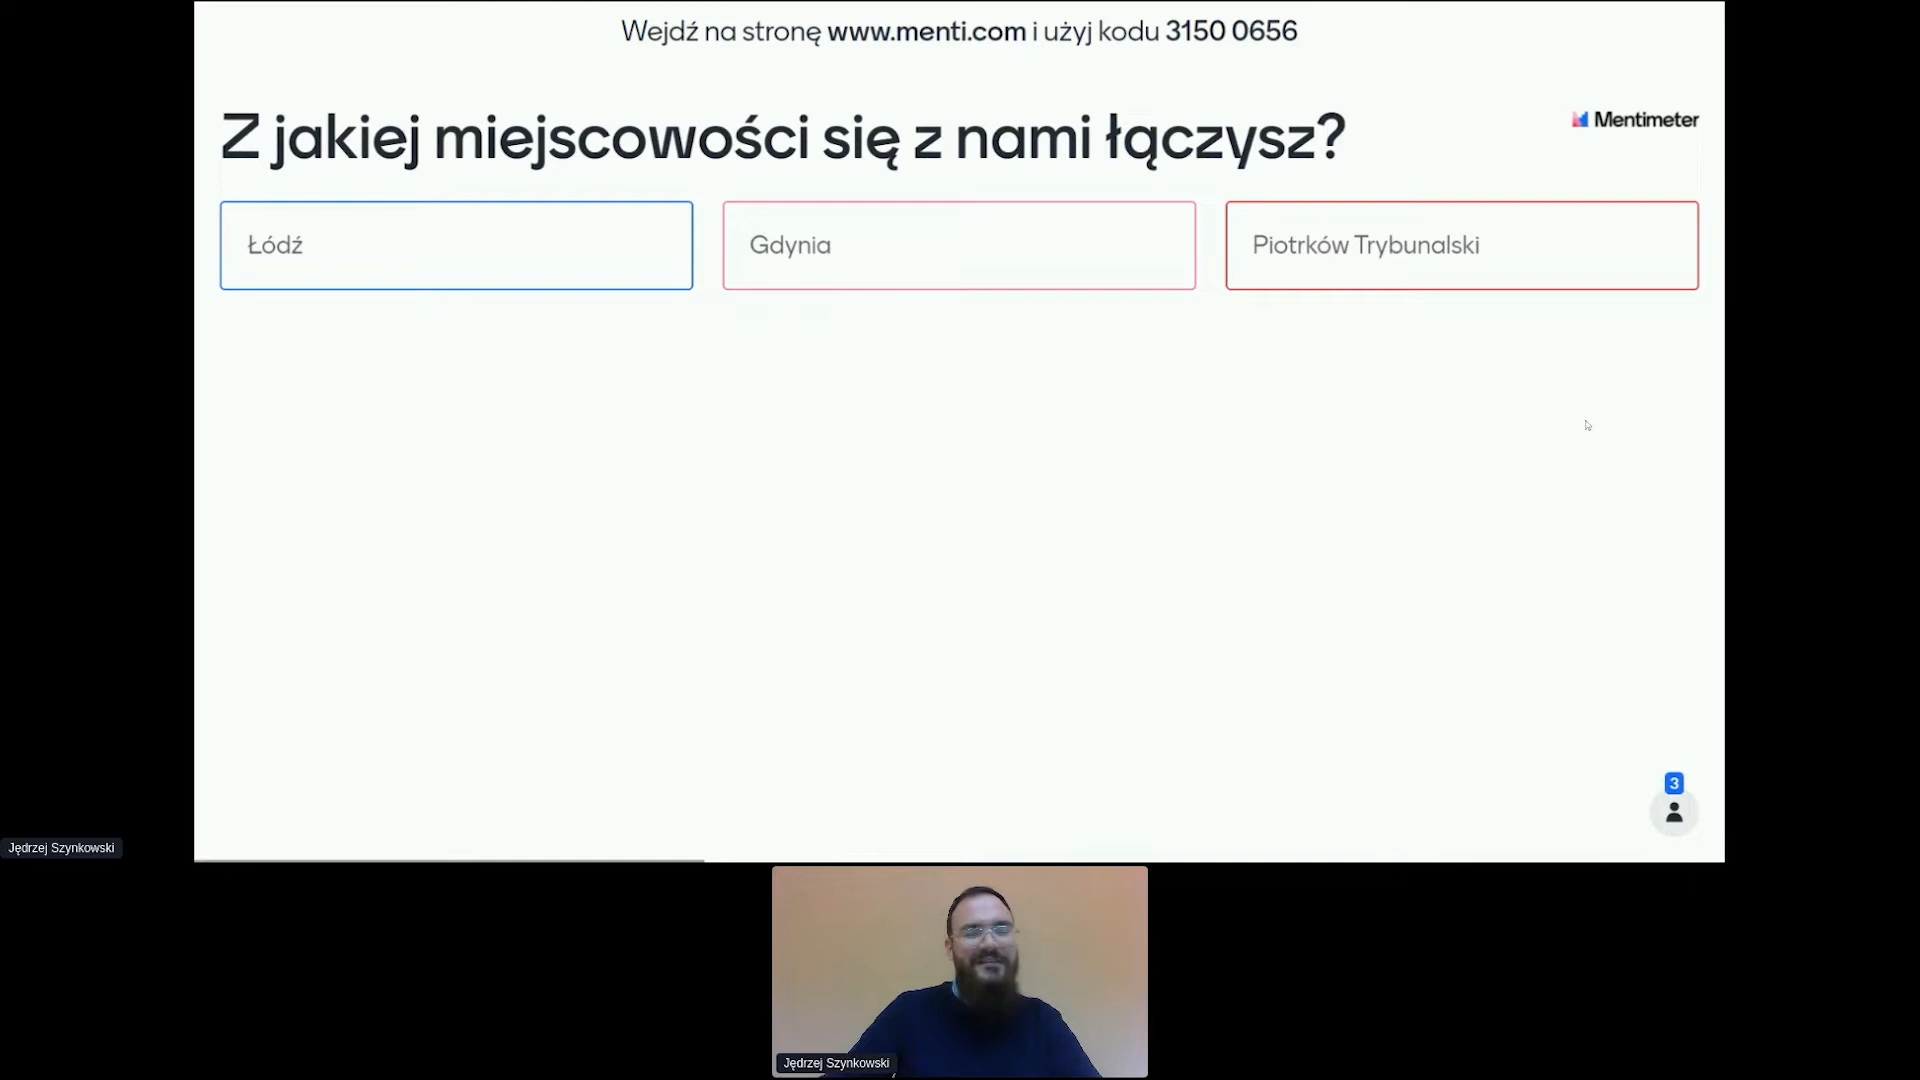 Wejdź na stronę www.menti.com i użyj kodu 3150 0656
Z jakiej miejscowości się z nami łączysz?
Mentimeter
Łódź
Gdynia
Piotrków Trybunalski
3
Jędrzej Szynkowski
Jędrzej Szynkowski